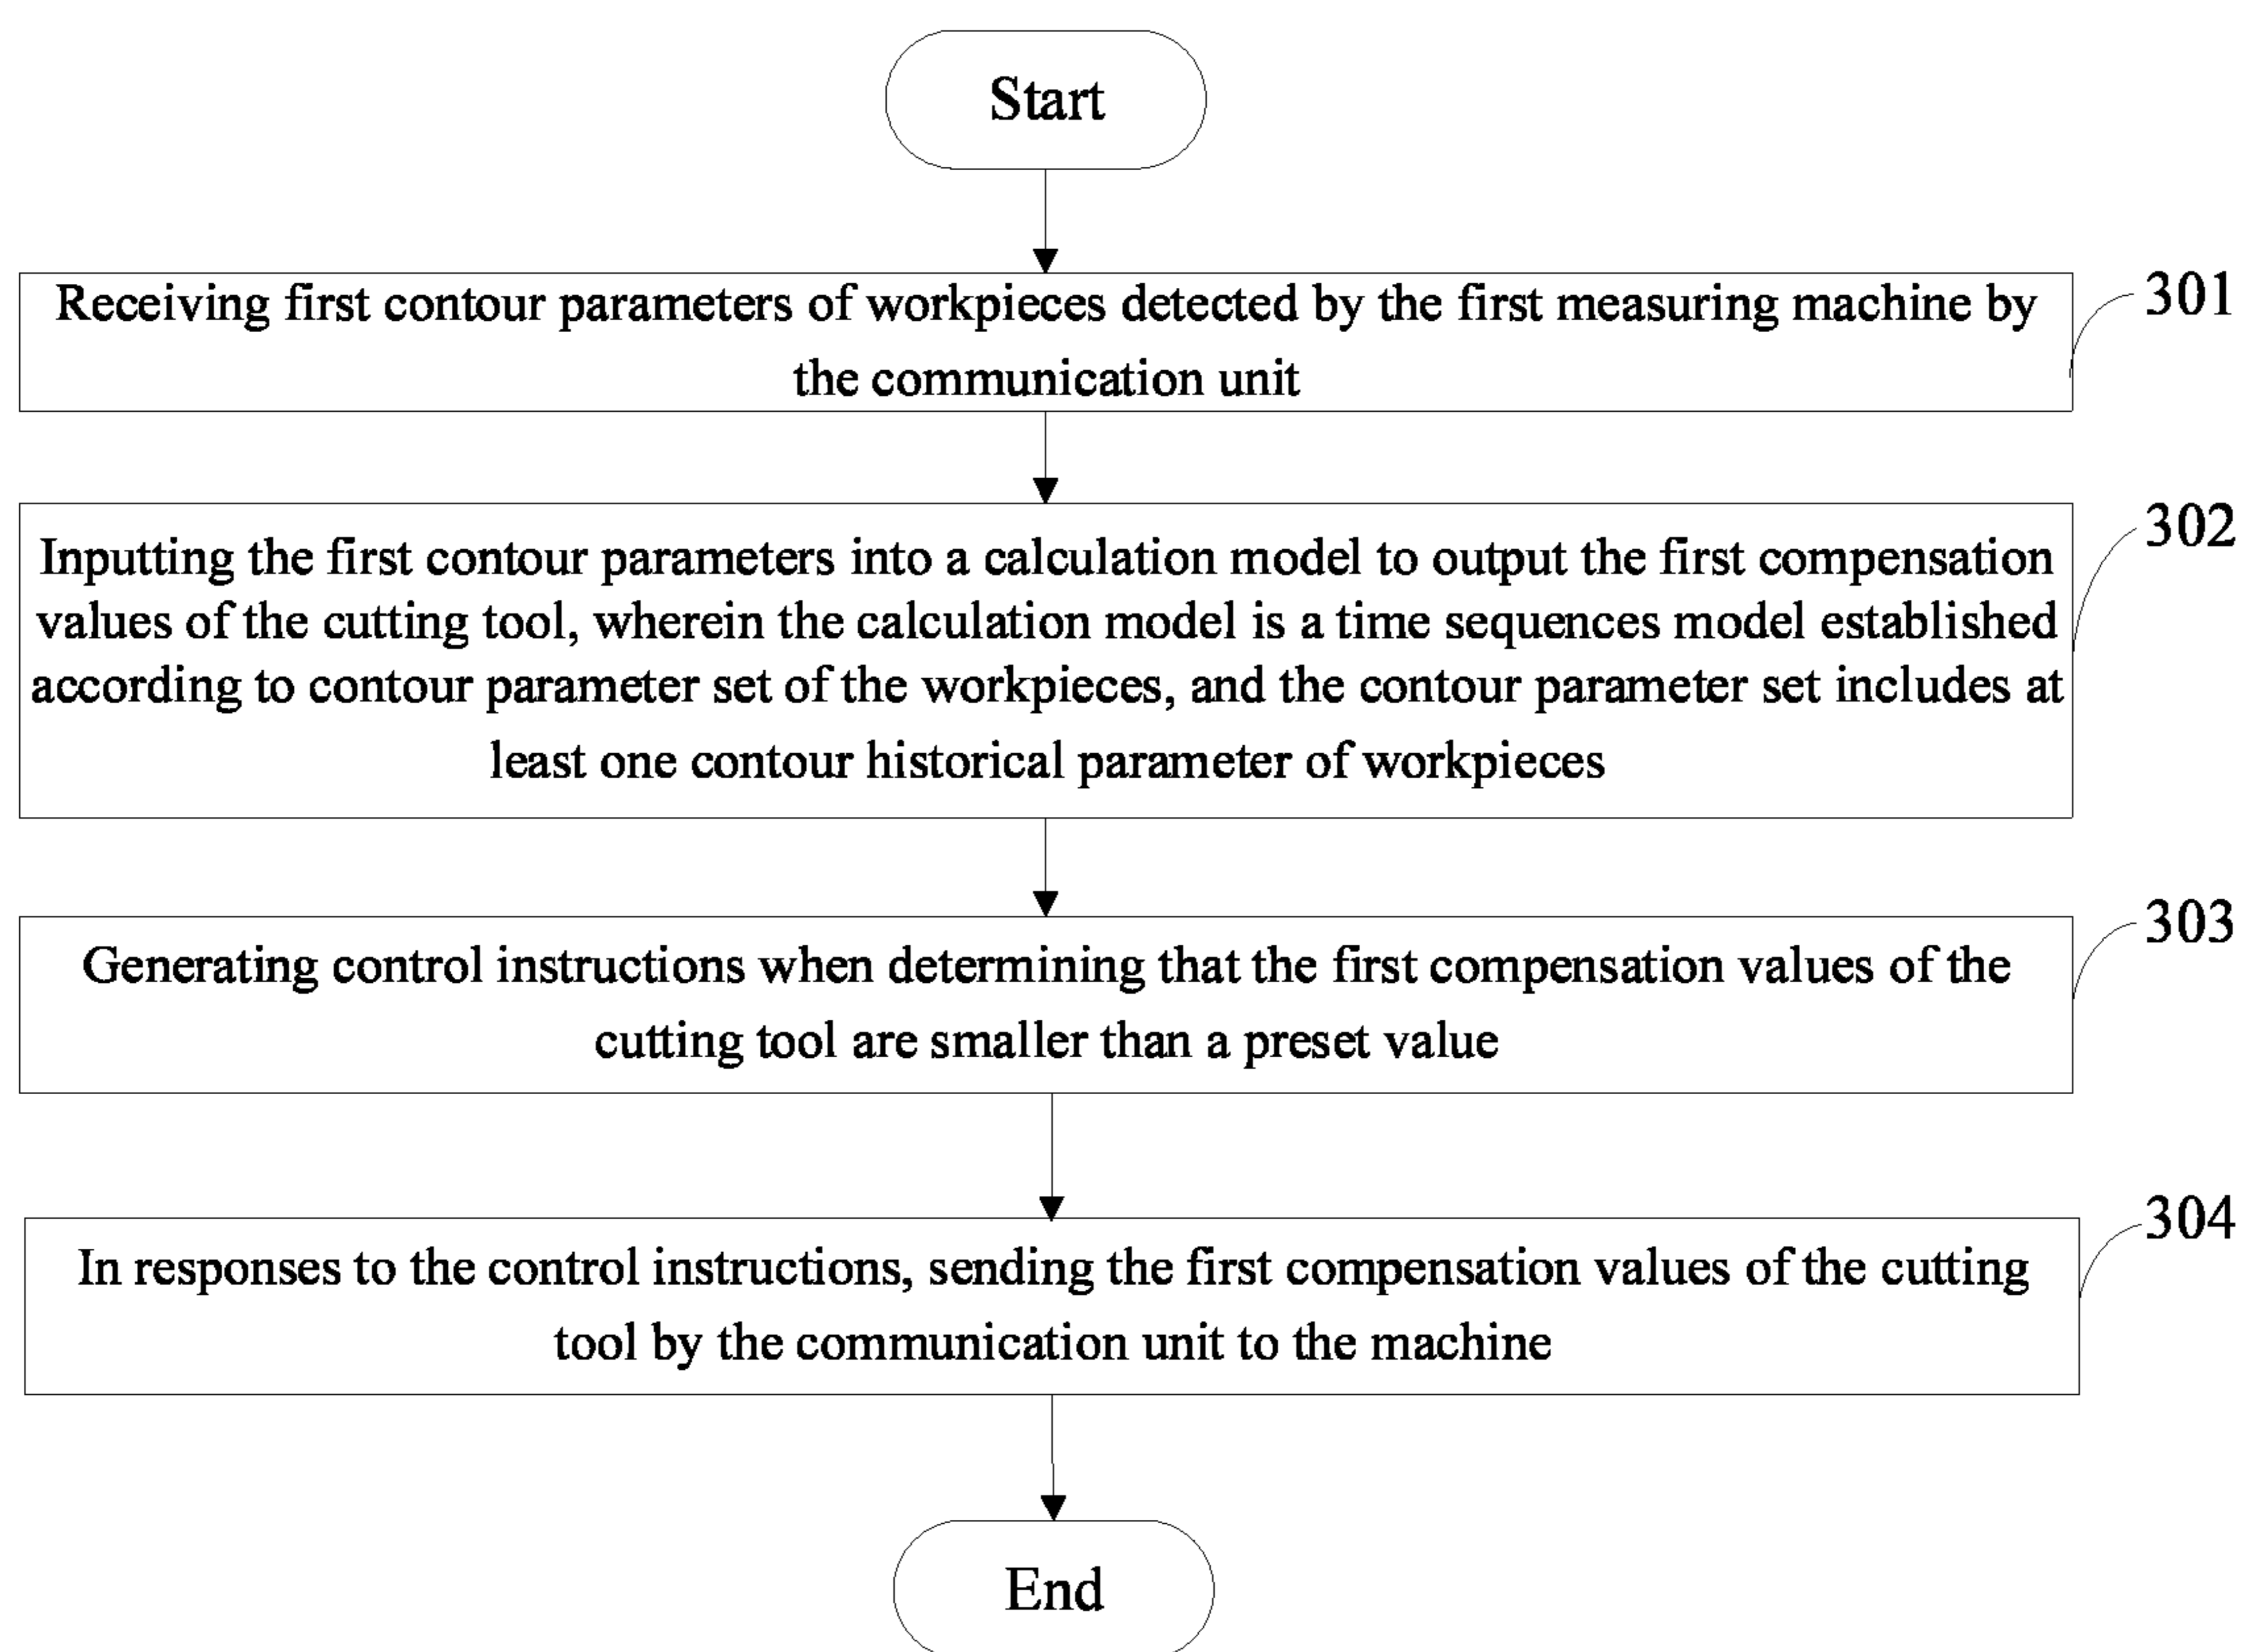 Start
Receiving first contour parameters of workpieces detected by the first measuring machine by
the communication unit
301
Inputting the first contour parameters into a calculation model to output the first compensation
values of the cutting tool, wherein the calculation model is a time sequences model established
according to contour parameter set of the workpieces, and the contour parameter set includes at
least one contour historical parameter of workpieces
302
Generating control instructions when determining that the first compensation values of the
cutting tool are smaller than a preset value
303
In responses to the control instructions, sending the first compensation values of the cutting
tool by the communication unit to the machine
304
End